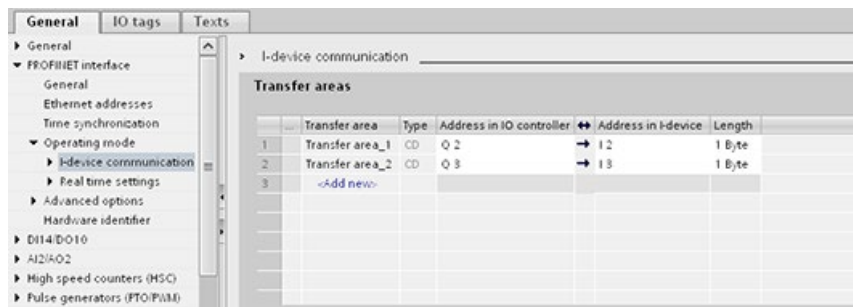 General IO tags Texts
General
PROFINET interface
General
Ethernet addresses
Time synchronization
Operating mode
I-device communication
Real time settings
Advanced options
Hardware identifier
DI14/DO10
AI2/AO2
High speed counters (HSC)
Pulse generators (PTO/PWM)
I-device communication
Transfer areas
... Transfer area Type Address in IO controller ↔ Address in I-device Length
1 Transfer area_1 CD Q 2 → I 2 1 Byte
2 Transfer area_2 CD Q 3 → I 3 1 Byte
3 <Add new>